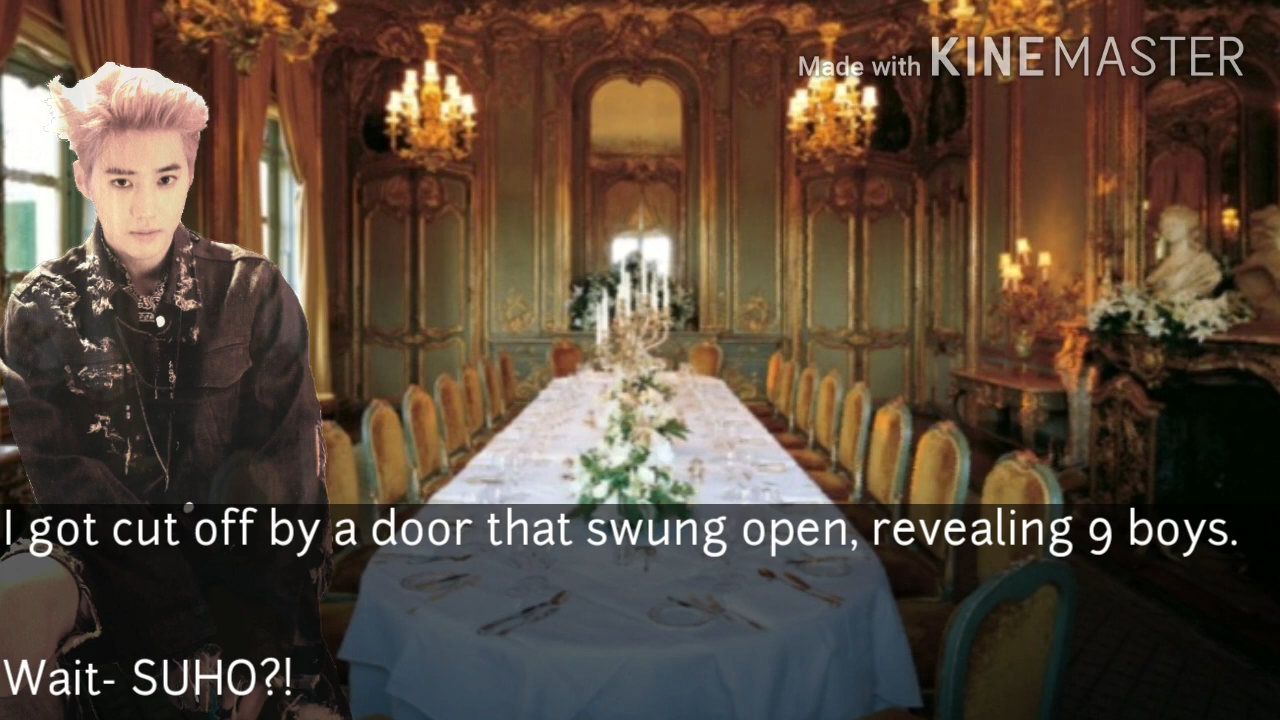 Made with KINEMASTER
I got cut off by a door that swung open, revealing 9 boys.
Wait- SUHO?!